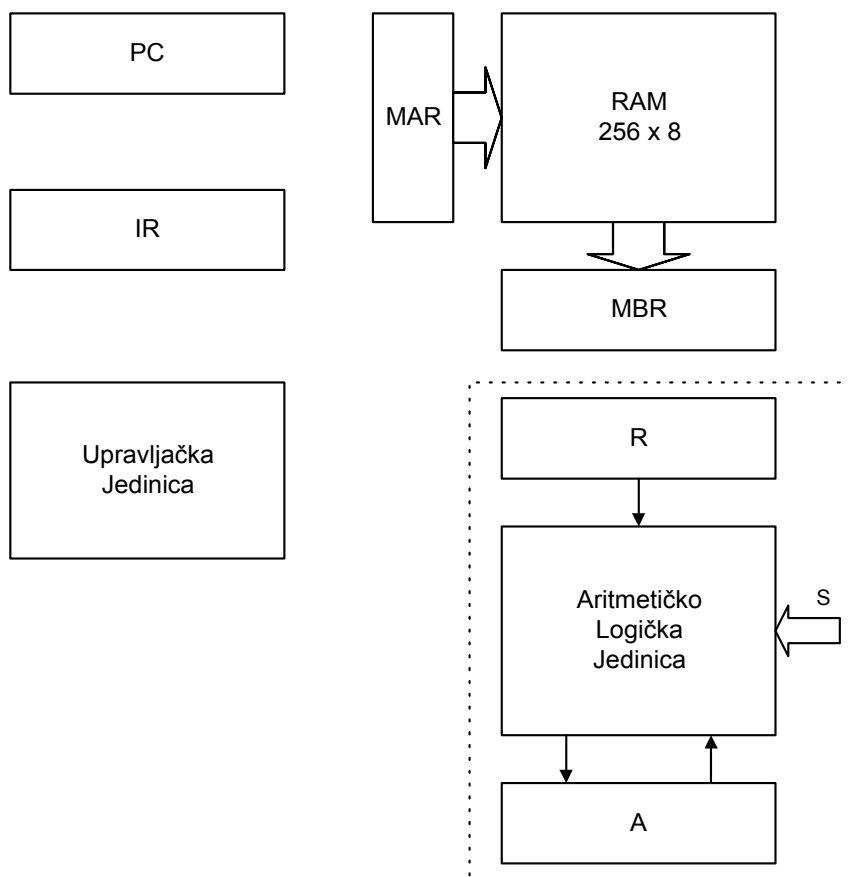 PC
MAR
RAM
256 x 8
IR
MBR
Upravljačka
Jedinica
R
Aritmetičko
Logička
Jedinica
S
A